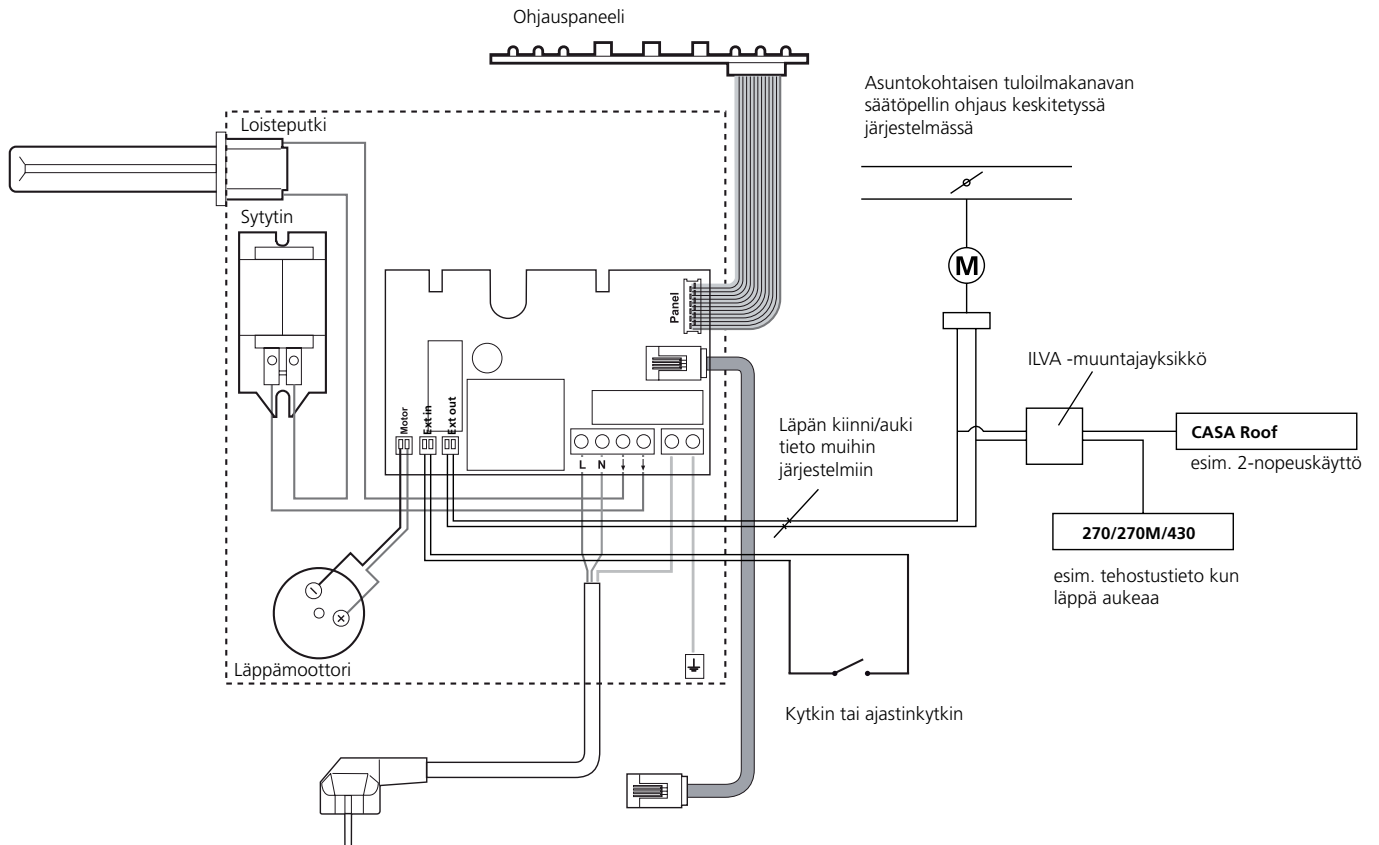 Ohjauspaneeli
Asuntokohtaisen tuloilmakanavan
säätöpellin ohjaus keskitetyssä
järjestelmässä
Loisteputki
Sytytin
M
Panel
ILVA -muuntajayksikkö
Motor
Ext in
Ext out
Läpän kiinni/auki
tieto muihin
järjestelmiin
CASA Roof
esim. 2-nopeuskäyttö
L N
270/270M/430
esim. tehostustieto kun
läppä aukeaa
Läppämoottori
Kytkin tai ajastinkytkin